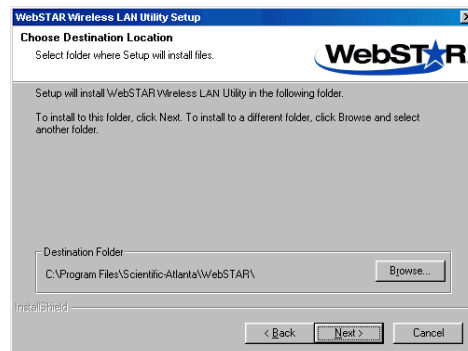 WebSTAR Wireless LAN Utility Setup
Choose Destination Location
Select folder where Setup will install files.
WebSTAR
Setup will install WebSTAR Wireless LAN Utility in the following folder.
To install to this folder, click Next. To install to a different folder, click Browse and select
another folder.
Destination Folder
C:\Program Files\Scientific-Atlanta\WebSTAR\
Browse...
InstallShield
< Back
Next >
Cancel